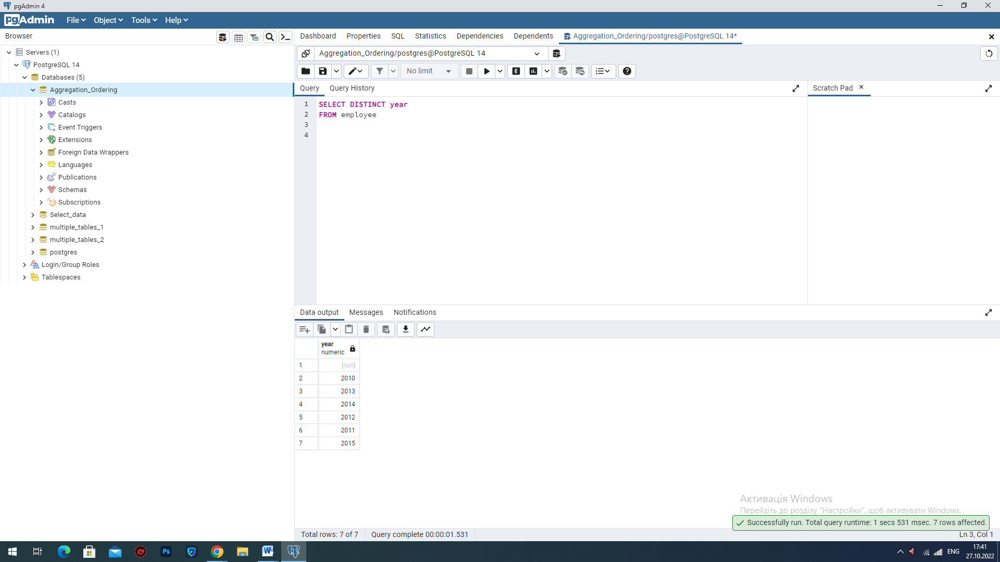 pgAdmin 4
pgAdmin File Object Tools Help
Browser
Dashboard Properties SQL Statistics Dependencies Dependents Aggregation_Ordering/postgres@PostgreSQL 14*
Servers (1)
PostgreSQL 14
Databases (5)
Aggregation_Ordering
Casts
Catalogs
Event Triggers
Extensions
Foreign Data Wrappers
Languages
Publications
Schemas
Subscriptions
Select_data
multiple_tables_1
multiple_tables_2
postgres
Login/Group Roles
Tablespaces
Aggregation_Ordering/postgres@PostgreSQL 14
No limit
E
Query Query History
Scratch Pad
1 SELECT DISTINCT year
2 FROM employee
3
4
Data output Messages Notifications
year
numeric
1 [null]
2 2010
3 2013
4 2014
5 2012
6 2011
7 2015
Активація Windows
Перейдіть до розділу "Настройки", щоб активувати Windows.
Successfully run. Total query runtime: 1 secs 531 msec. 7 rows affected.
Total rows: 7 of 7 Query complete 00:00:01.531
Ln 3, Col 1
Ps
W
ENG
17:41
27.10.2022